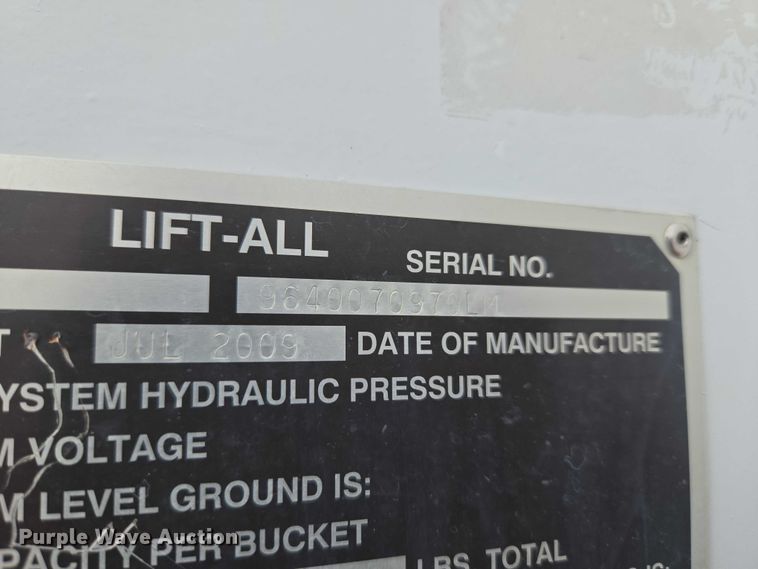 LIFT-ALL
SERIAL NO.
JUL 2009 DATE OF MANUFACTURE
YSTEM HYDRAULIC PRESSURE
M VOLTAGE
M LEVEL GROUND IS:
PACITY PER BUCKET
LBS. TOTAL
Purple Wave Auction